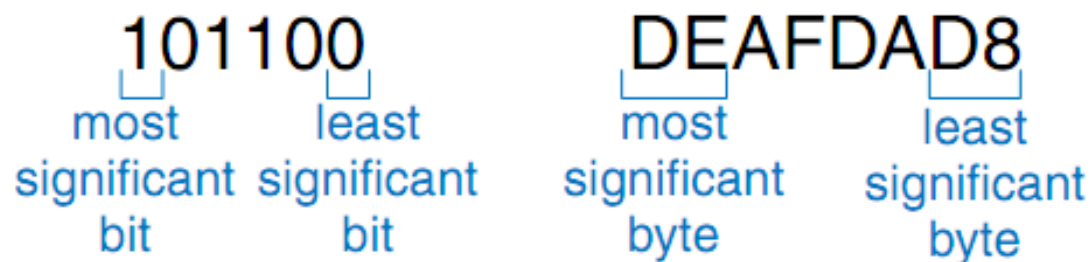 101100 DEAFDAD8
most least most least
significant significant significant significant
bit bit byte byte